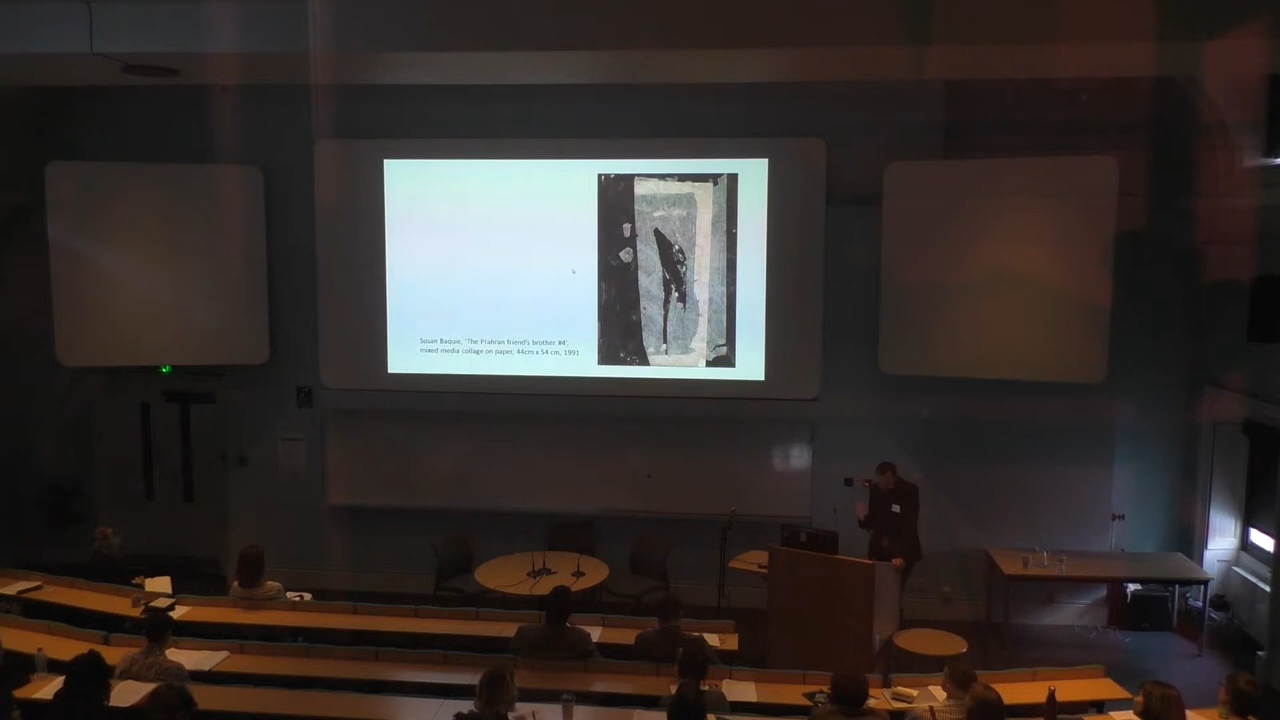 Susan Baquie, 'The Prahran friend's brother #4',
mixed media collage on paper, 44cm x 54 cm, 1991